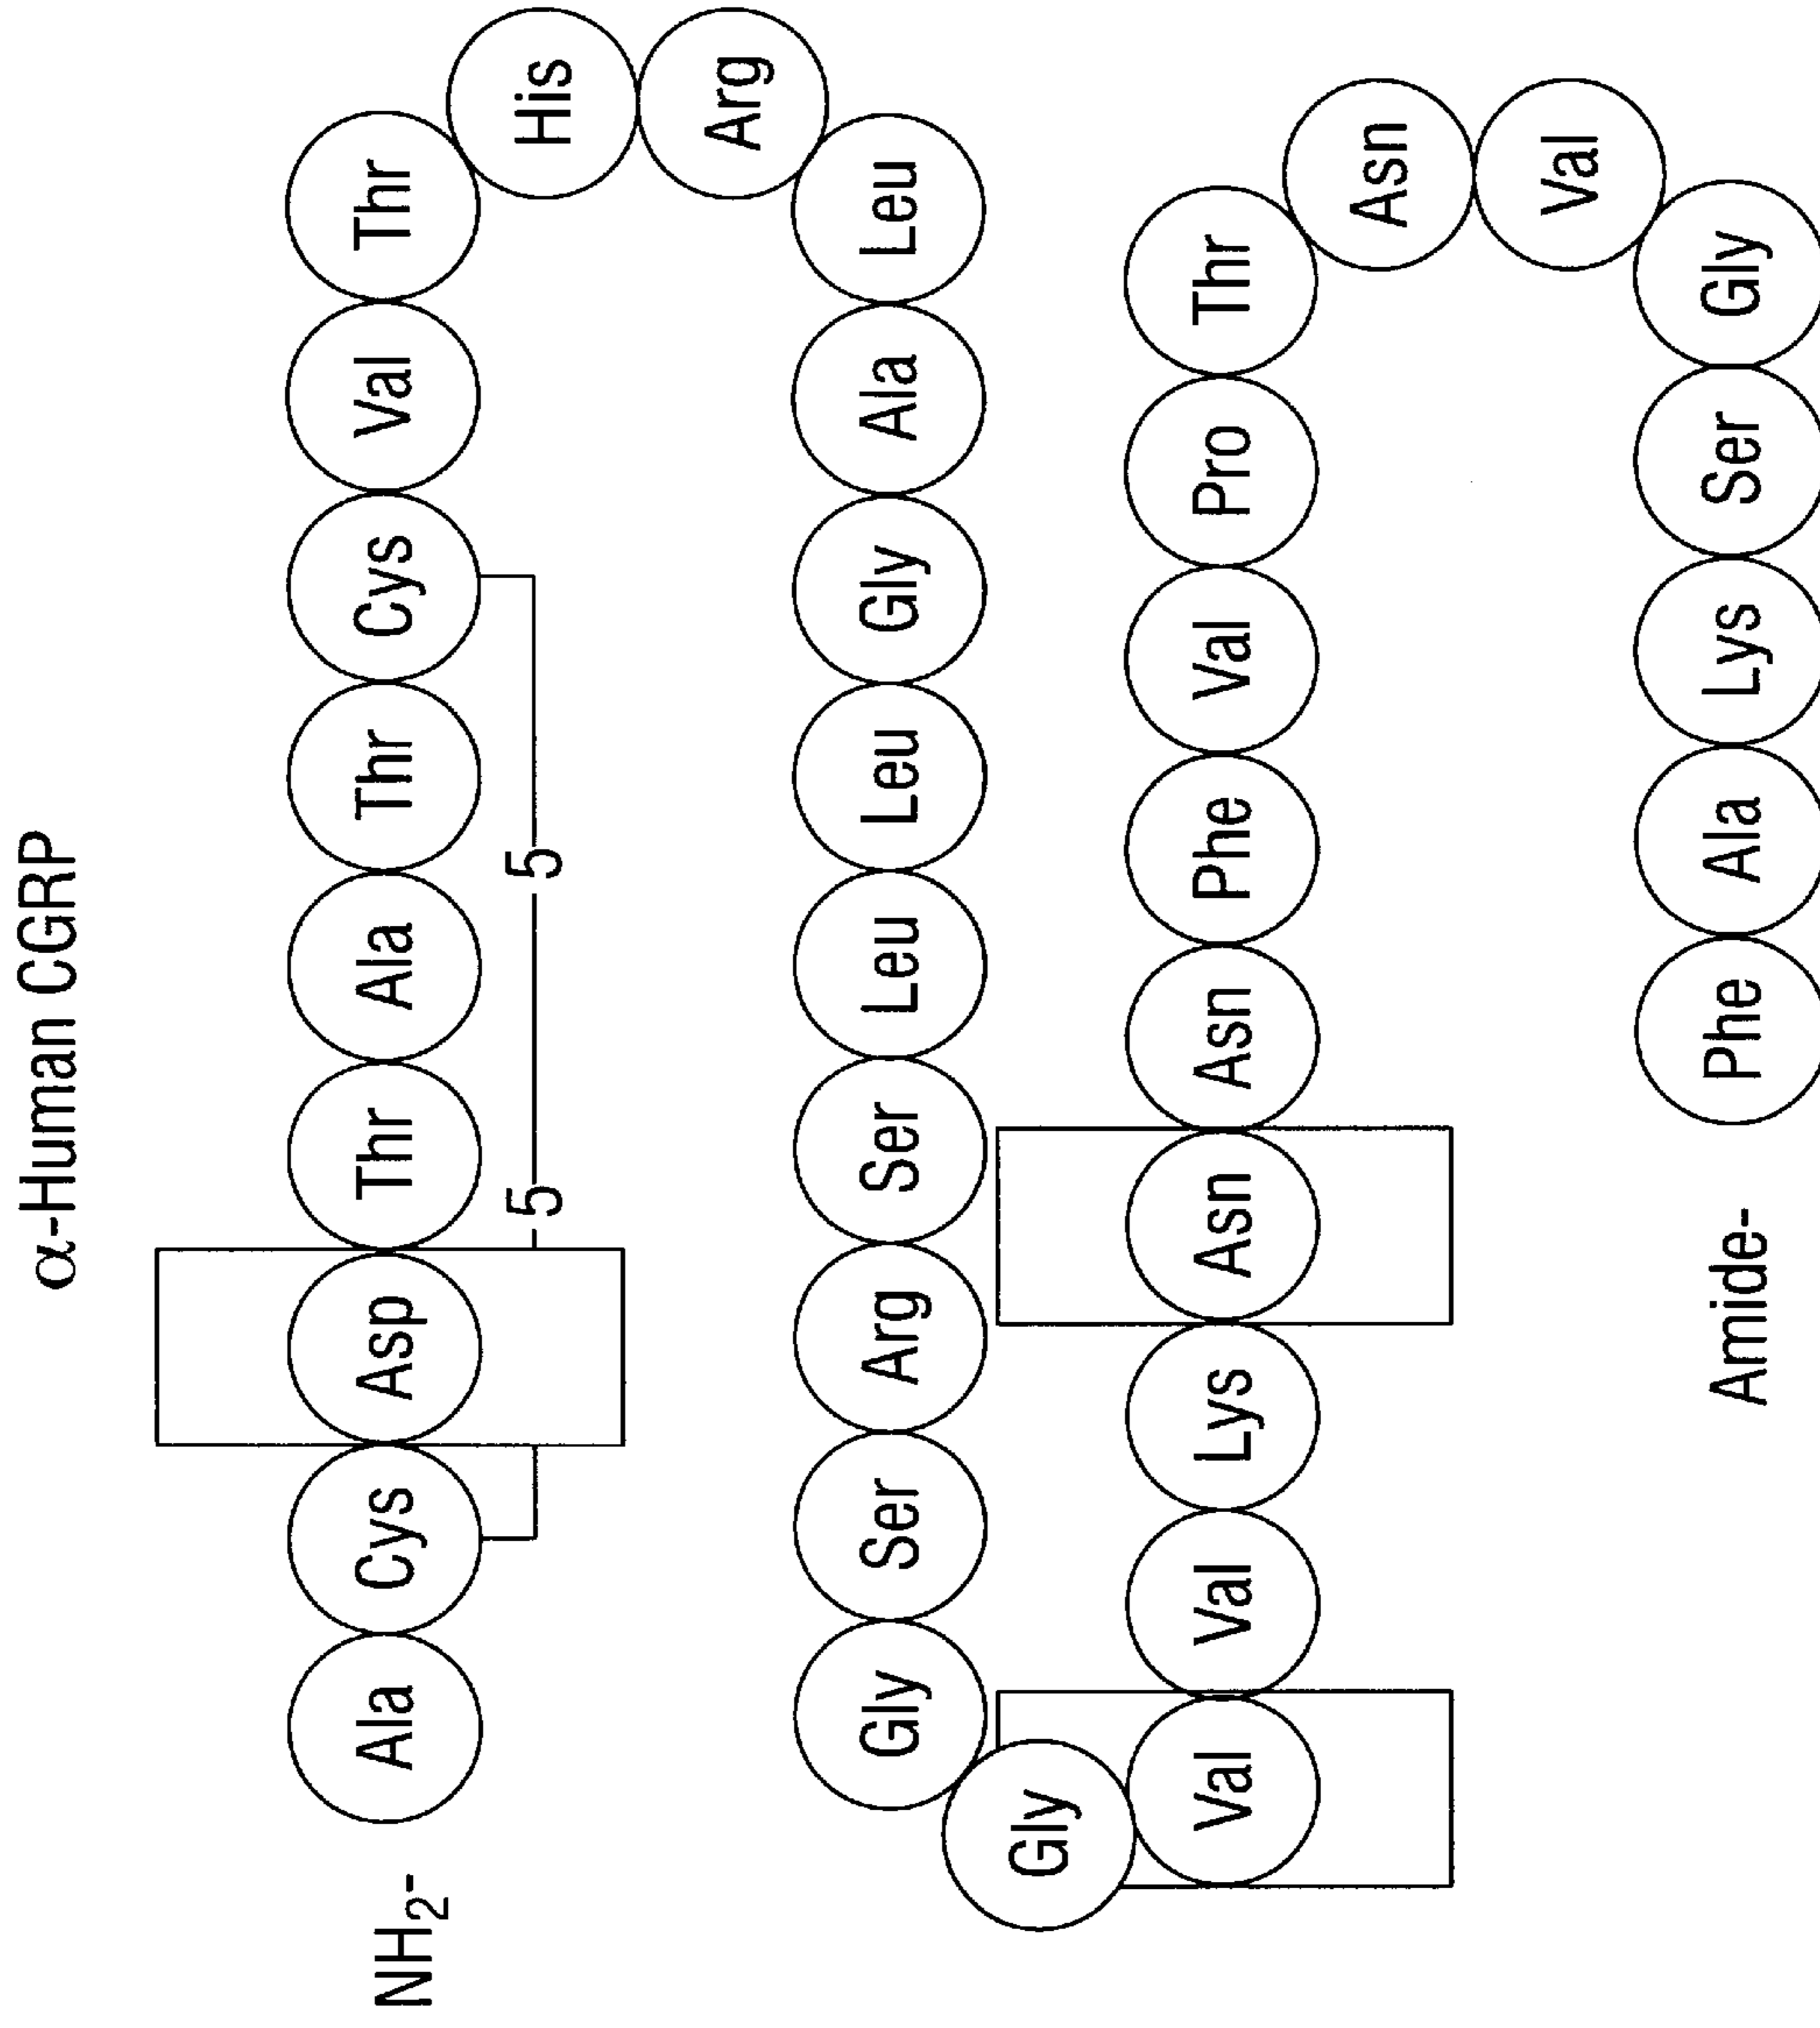 α-Human CGRP
NH2- Ala Cys Asp Thr Ala Thr Cys Val Thr
His
Arg
-5-5-
Gly Ser Arg Ser Leu Leu Gly Ala Leu
Gly
Val Val Lys Asn Asn Phe Val Pro Thr
Asn
Val
Amide- Phe Ala Lys Ser Gly